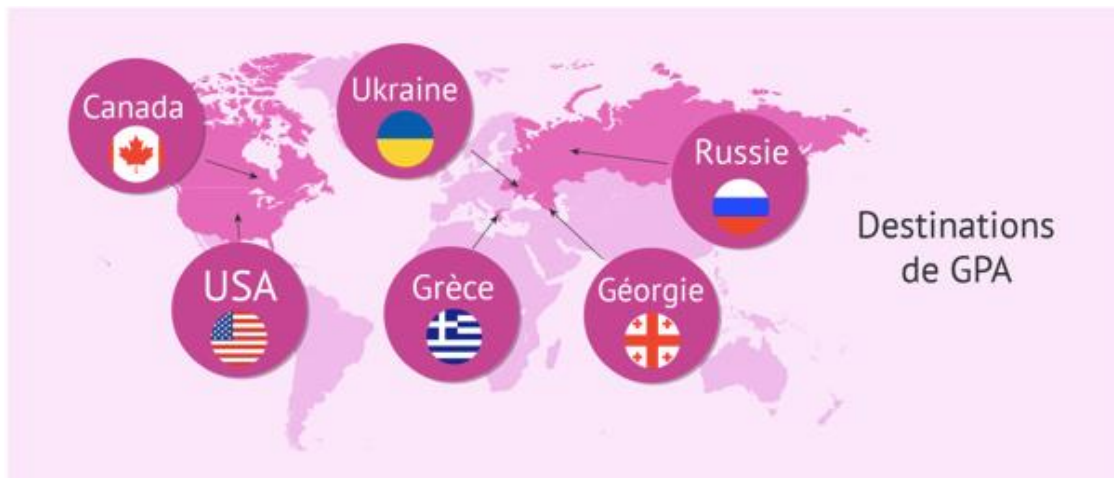 Canada
Ukraine
Russie
USA
Grèce
Géorgie
Destinations
de GPA